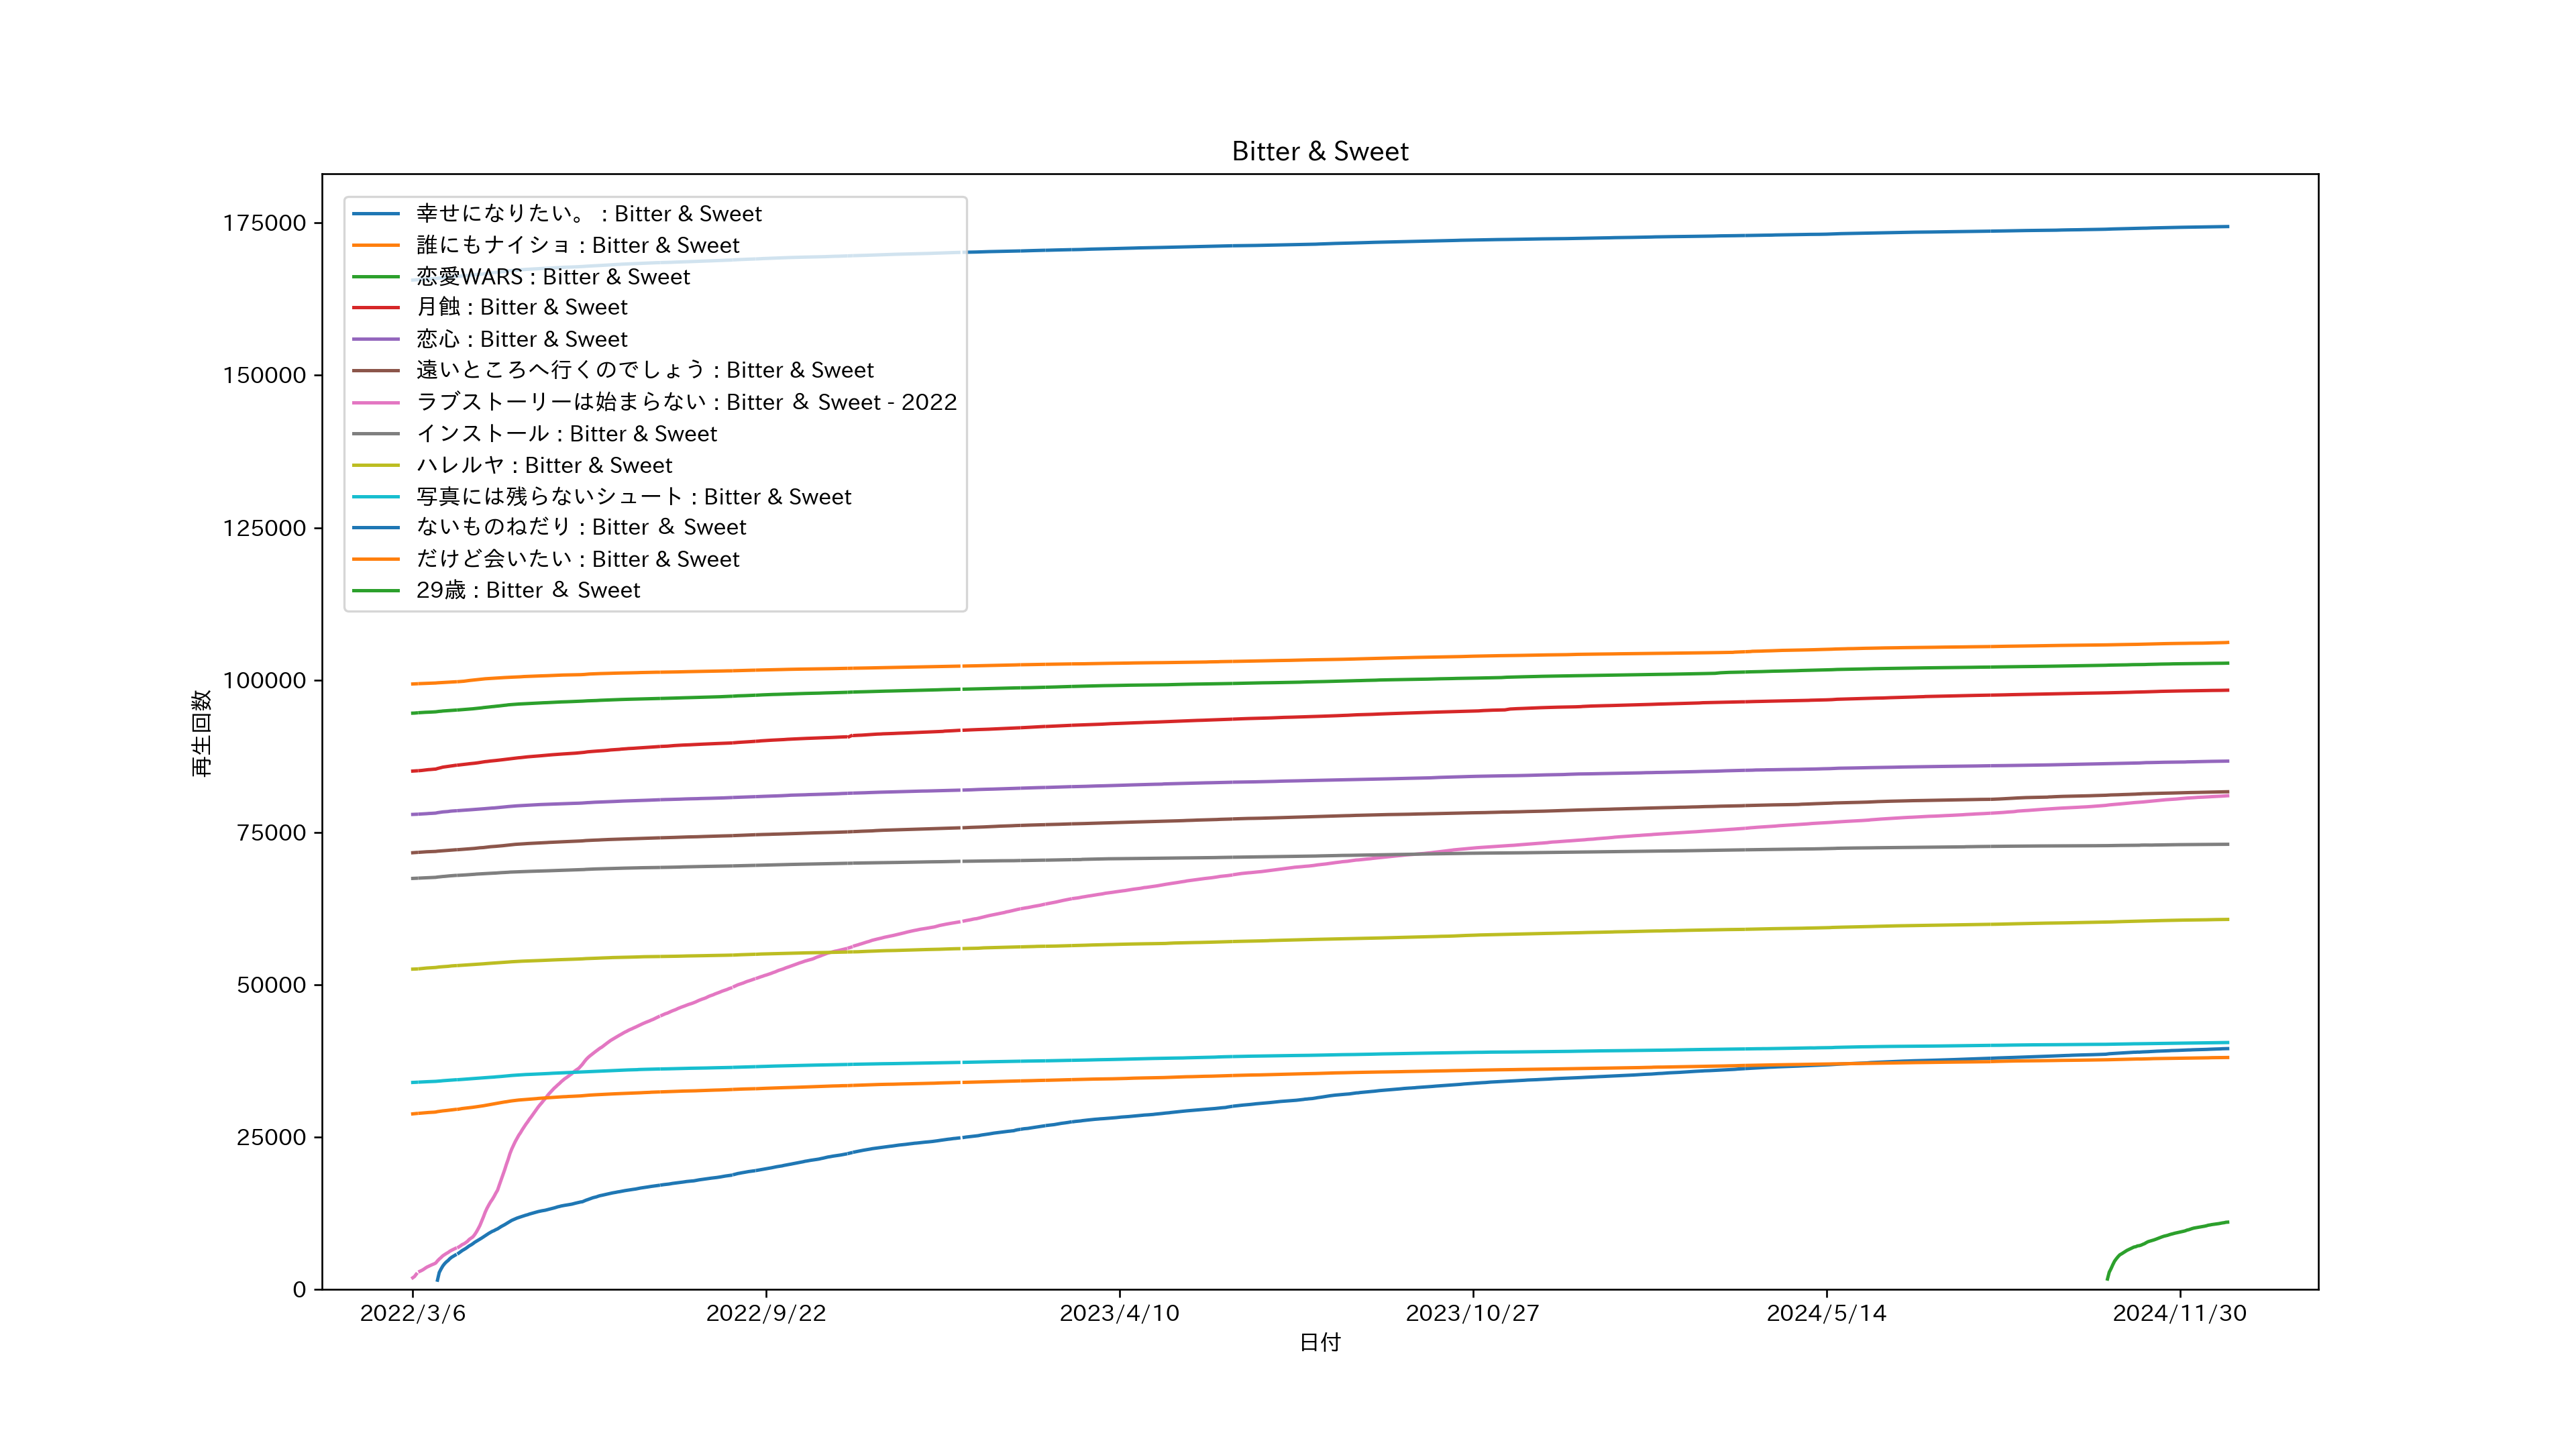 Bitter & Sweet
175000
150000
125000
100000
75000
50000
25000
0
再生回数
幸せになりたい。 : Bitter & Sweet
誰にもナイショ : Bitter & Sweet
恋愛WARS : Bitter & Sweet
月蝕 : Bitter & Sweet
恋心 : Bitter & Sweet
遠いところへ行くのでしょう : Bitter & Sweet
ラブストーリーは始まらない : Bitter ＆ Sweet - 2022
インストール : Bitter & Sweet
ハレルヤ : Bitter & Sweet
写真には残らないシュート : Bitter & Sweet
ないものねだり : Bitter ＆ Sweet
だけど会いたい : Bitter & Sweet
29歳 : Bitter ＆ Sweet
2022/3/6
2022/9/22
2023/4/10
2023/10/27
2024/5/14
2024/11/30
日付